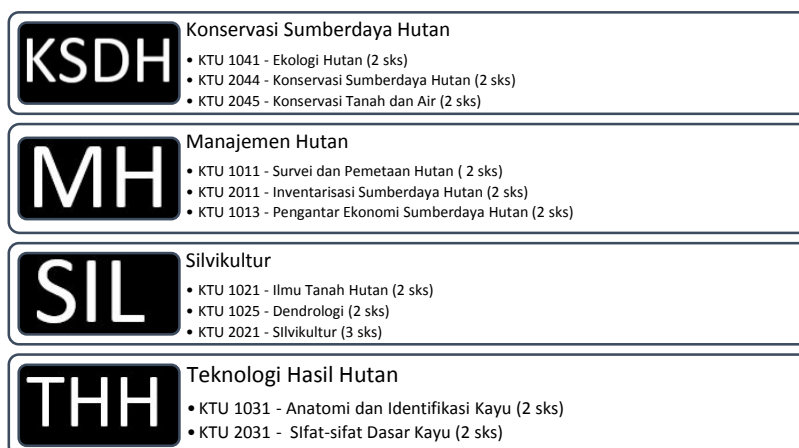 KSDH
Konservasi Sumberdaya Hutan
• KTU 1041 - Ekologi Hutan (2 sks)
• KTU 2044 - Konservasi Sumberdaya Hutan (2 sks)
• KTU 2045 - Konservasi Tanah dan Air (2 sks)
MH
Manajemen Hutan
• KTU 1011 - Survei dan Pemetaan Hutan ( 2 sks)
• KTU 2011 - Inventarisasi Sumberdaya Hutan (2 sks)
• KTU 1013 - Pengantar Ekonomi Sumberdaya Hutan (2 sks)
SIL
Silvikultur
• KTU 1021 - Ilmu Tanah Hutan (2 sks)
• KTU 1025 - Dendrologi (2 sks)
• KTU 2021 - SIlvikultur (3 sks)
THH
Teknologi Hasil Hutan
• KTU 1031 - Anatomi dan Identifikasi Kayu (2 sks)
• KTU 2031 - SIfat-sifat Dasar Kayu (2 sks)